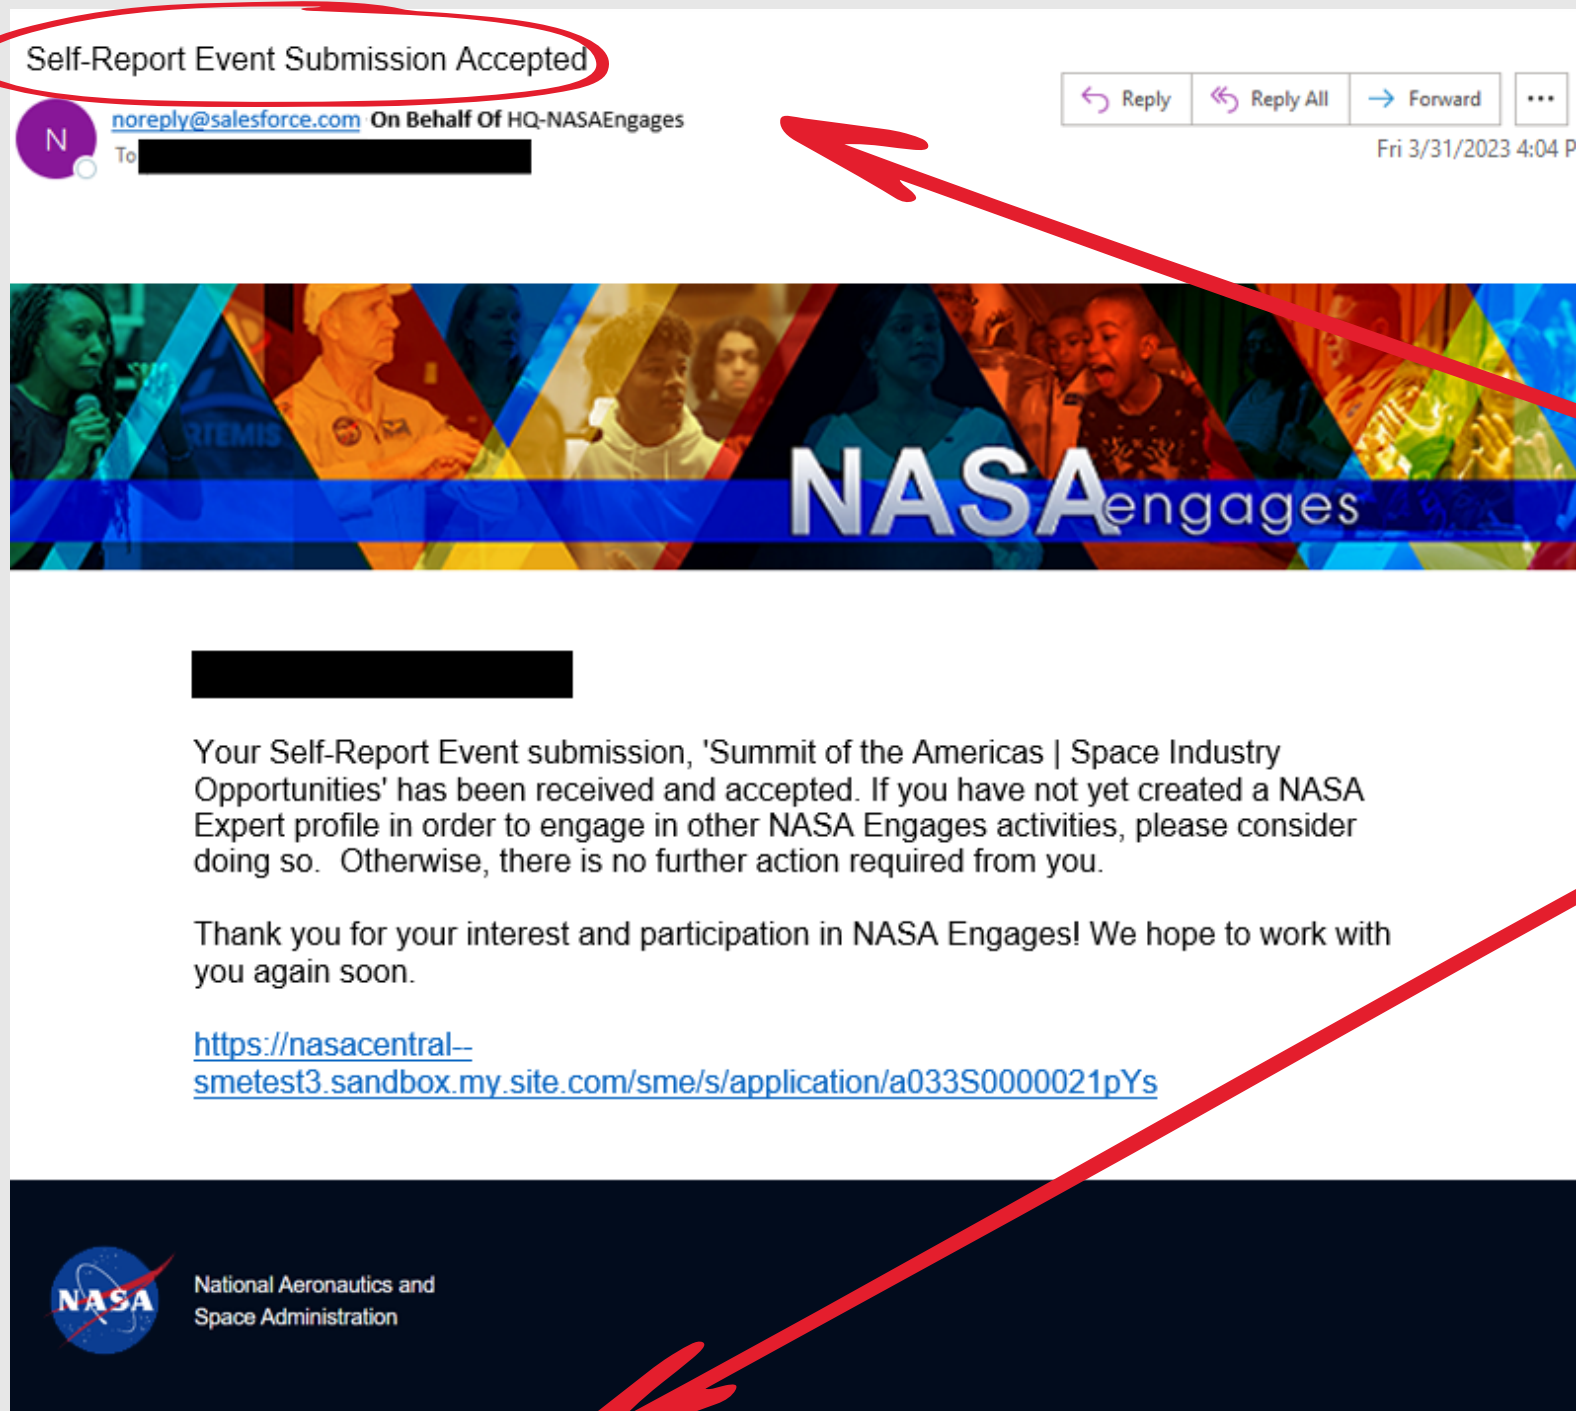 Self-Report Event Submission Accepted
N
noreply@salesforce.com On Behalf Of HQ-NASAEngages
To
Reply
Reply All
Forward
Fri 3/31/2023 4:04 P
ARTEMIS
NASAengages
Your Self-Report Event submission, 'Summit of the Americas | Space Industry
Opportunities' has been received and accepted. If you have not yet created a NASA
Expert profile in order to engage in other NASA Engages activities, please consider
doing so.  Otherwise, there is no further action required from you.
Thank you for your interest and participation in NASA Engages! We hope to work with
you again soon.
https://nasacentral--
smetest3.sandbox.my.site.com/sme/s/application/a033S0000021pYs
NASA
National Aeronautics and
Space Administration